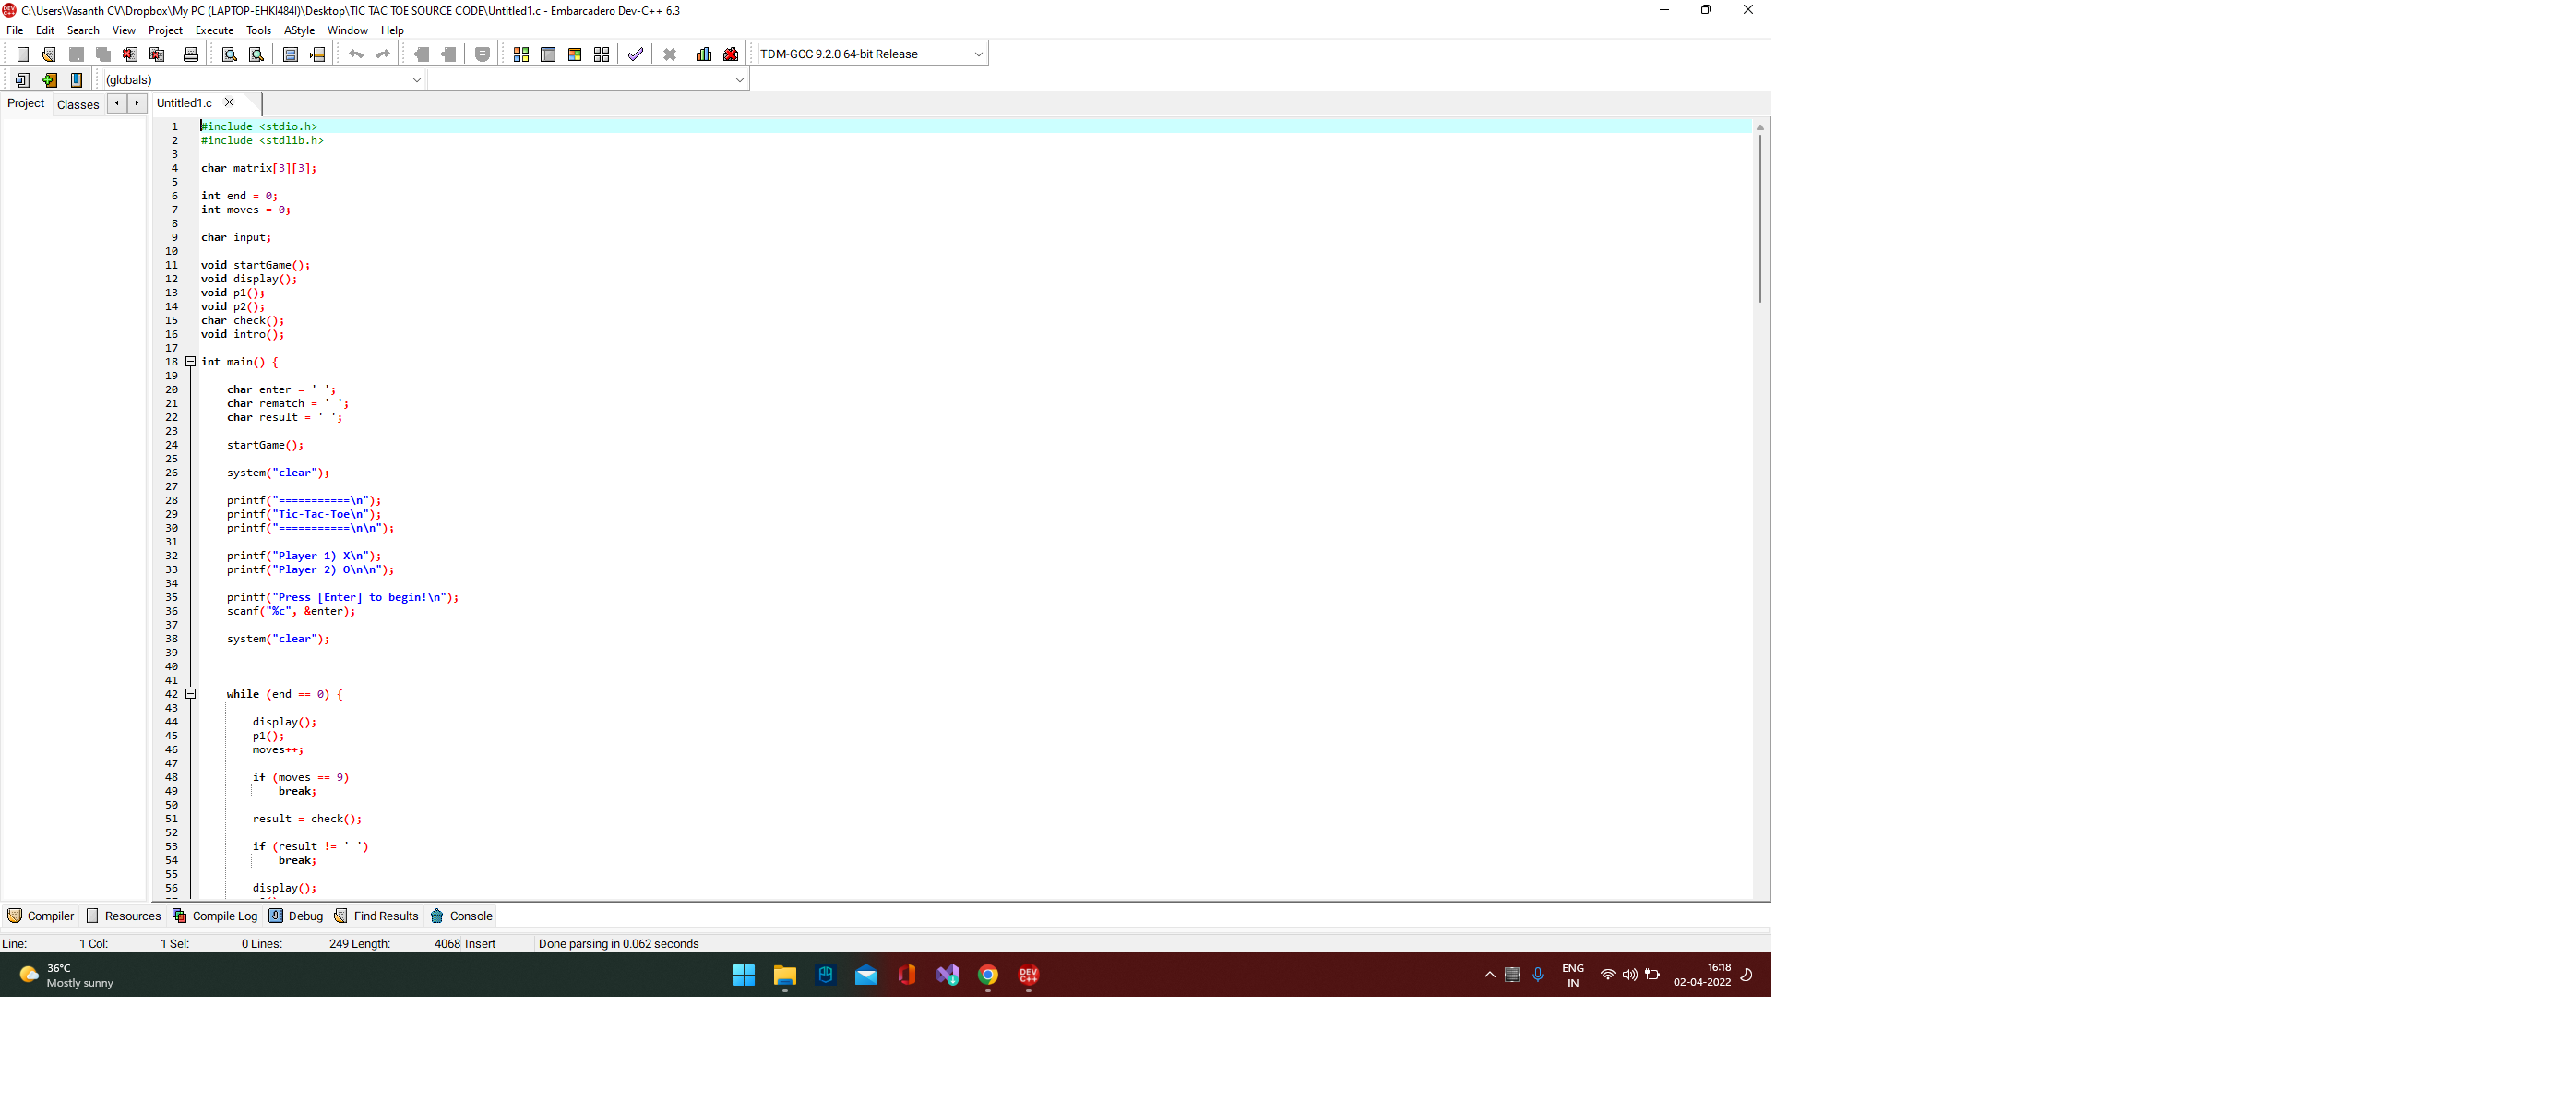 C:\Users\Vasanth CV\Dropbox\My PC (LAPTOP-EHKI484I)\Desktop\TIC TAC TOE SOURCE CODE\Untitled1.c - Embarcadero Dev-C++ 6.3
File Edit Search View Project Execute Tools AStyle Window Help
TDM-GCC 9.2.0 64-bit Release
(globals)
Project Classes Untitled1.c
1 #include <stdio.h>
2 #include <stdlib.h>
3
4 char matrix[3][3];
5
6 int end = 0;
7 int moves = 0;
8
9 char input;
10
11 void startGame();
12 void display();
13 void p1();
14 void p2();
15 char check();
16 void intro();
17
18 int main() {
19
20 char enter = ' ';
21 char rematch = ' ';
22 char result = ' ';
23
24 startGame();
25
26 system("clear");
27
28 printf("===========\n");
29 printf("Tic-Tac-Toe\n");
30 printf("===========\n\n");
31
32 printf("Player 1) X\n");
33 printf("Player 2) O\n\n");
34
35 printf("Press [Enter] to begin!\n");
36 scanf("%c", &enter);
37
38 system("clear");
39
40
41
42 while (end == 0) {
43
44 display();
45 p1();
46 moves++;
47
48 if (moves == 9)
49 break;
50
51 result = check();
52
53 if (result != ' ')
54 break;
55
56 display();
Compiler Resources Compile Log Debug Find Results Console
Line: 1 Col: 1 Sel: 0 Lines: 249 Length: 4068 Insert Done parsing in 0.062 seconds
36°C
Mostly sunny
DEV C++
ENG
IN
16:18
02-04-2022